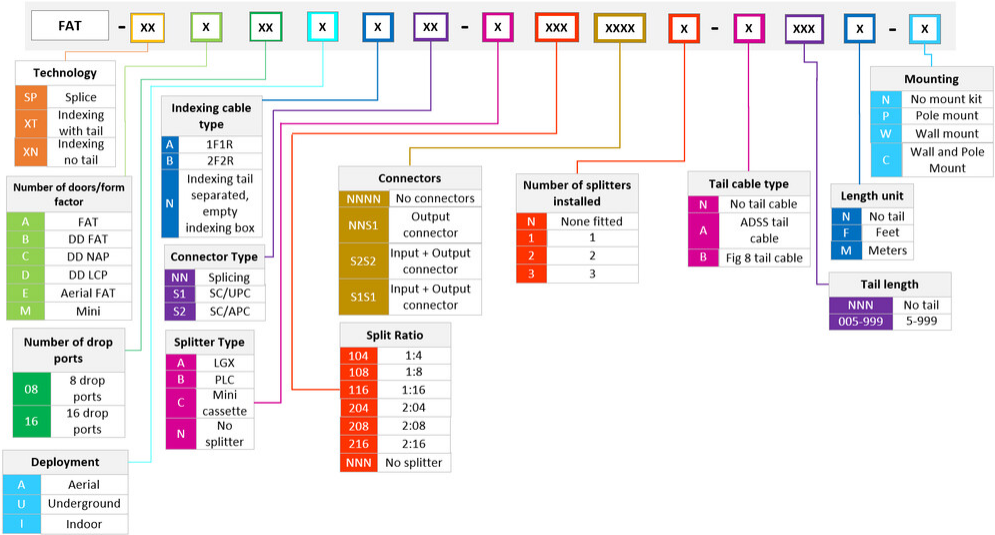 FAT - XX X XX X X XX - X XXX XXXX X - X XXX X - X
Technology
SP Splice
XT Indexing
with tail
XN Indexing
no tail
Number of doors/form
factor
A FAT
B DD FAT
C DD NAP
D DD LCP
E Aerial FAT
M Mini
Number of drop
ports
08 8 drop
ports
16 16 drop
ports
Deployment
A Aerial
U Underground
I Indoor
Indexing cable
type
A 1F1R
B 2F2R
N Indexing tail
separated,
empty
indexing box
Connector Type
NN Splicing
S1 SC/UPC
S2 SC/APC
Splitter Type
A LGX
B PLC
C Mini
cassette
N No
splitter
Connectors
NNNN No connectors
NNS1 Output
connector
S2S2 Input + Output
connector
S1S1 Input + Output
connector
Split Ratio
104 1:4
108 1:8
116 1:16
204 2:04
208 2:08
216 2:16
NNN No splitter
Number of splitters
installed
N None fitted
1 1
2 2
3 3
Tail cable type
N No tail cable
A ADSS tail
cable
B Fig 8 tail cable
Tail length
NNN No tail
005-999 5-999
Length unit
N No tail
F Feet
M Meters
Mounting
N No mount kit
P Pole mount
W Wall mount
C Wall and Pole
Mount